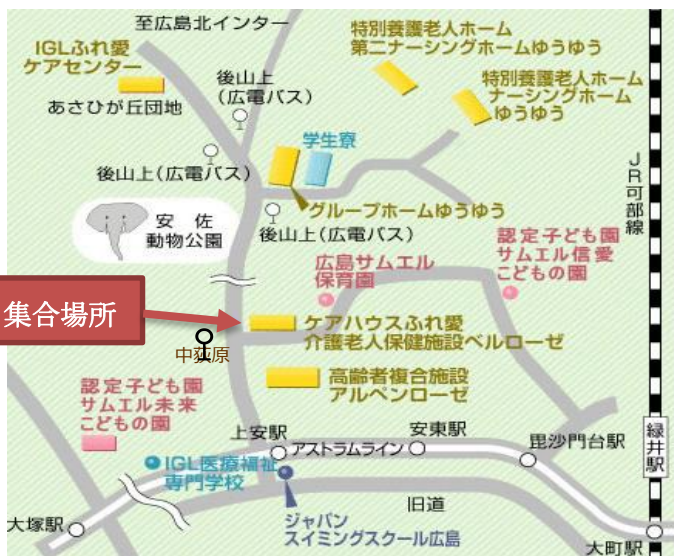 至広島北インター
IGLふれ愛
ケアセンター
あさひが丘団地
後山上
(広電バス)
特別養護老人ホーム
第二ナーシングホームゆうゆう
特別養護老人ホーム
ナーシングホーム
ゆうゆう
学生寮
後山上(広電バス)
グループホームゆうゆう
安佐
動物公園
後山上(広電バス)
JR可部線
認定こども園
サムエル信愛
こどもの園
広島サムエル
保育園
集合場所
ケアハウスふれ愛
介護老人保健施設ベルローゼ
中荻原
高齢者複合施設
アルペンローゼ
認定子ども園
サムエル未来
こどもの園
上安駅
アストラムライン
安東駅
毘沙門台駅
緑井駅
IGL医療福祉
専門学校
旧道
ジャパン
スイミングスクール広島
大塚駅
大町駅